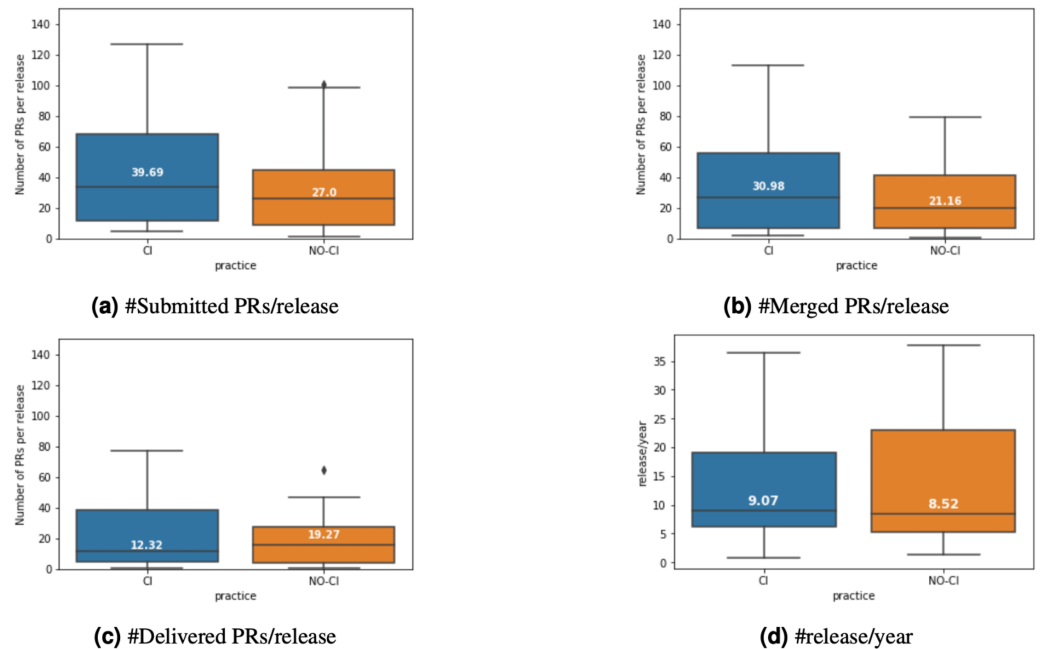 140
120
100
80
60
40
20
0
Number of PRs per release
39.69
27.0
CI
NO-CI
practice
(a) #Submitted PRs/release
140
120
100
80
60
40
20
0
Number of PRs per release
30.98
21.16
CI
NO-CI
practice
(b) #Merged PRs/release
140
120
100
80
60
40
20
0
Number of PRs per release
12.32
19.27
CI
NO-CI
practice
(c) #Delivered PRs/release
35
30
25
20
15
10
5
0
release/year
9.07
8.52
CI
NO-CI
practice
(d) #release/year